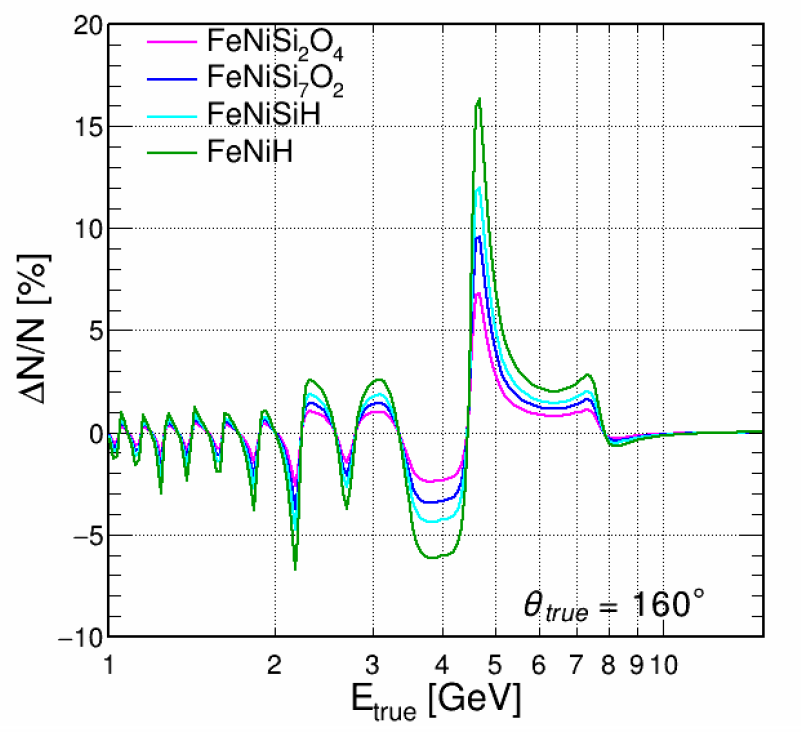 20
15
10
5
0
−5
−10
ΔN/N [%]
FeNiSi₂O₄
FeNiSi₇O₂
FeNiSiH
FeNiH
θtrue = 160°
1 2 3 4 5 6 7 8 9 10
Etrue [GeV]